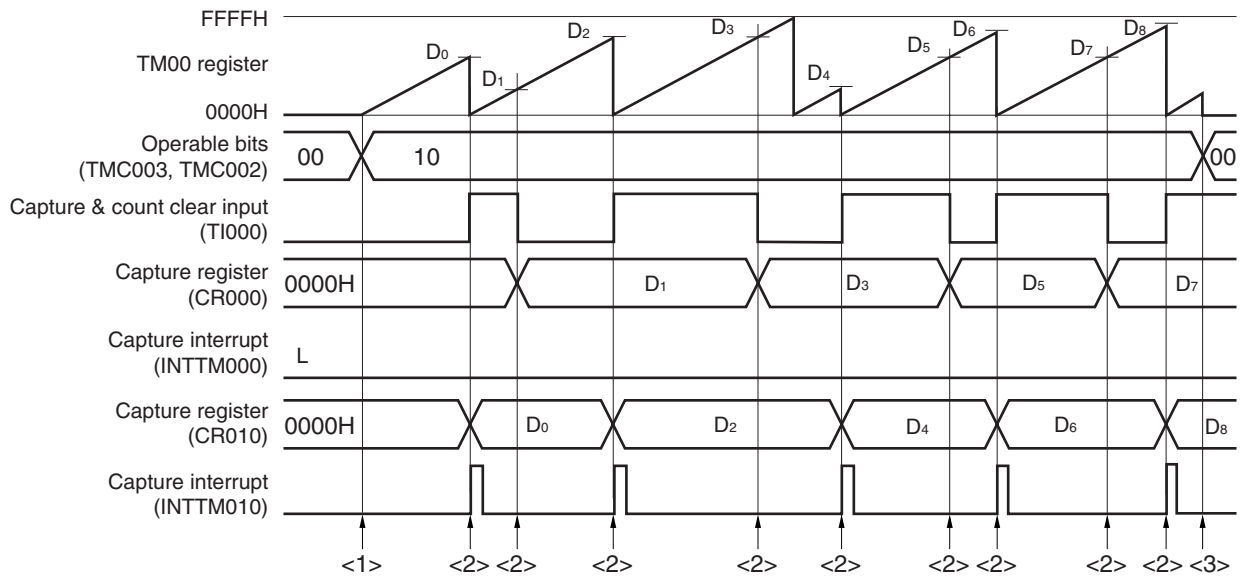 FFFFH
TM00 register
0000H
D0 D1 D2 D3 D4 D5 D6 D7 D8
Operable bits
(TMC003, TMC002)
00 10 00
Capture & count clear input
(TI000)
Capture register
(CR000)
0000H D1 D3 D5 D7
Capture interrupt
(INTTM000)
L
Capture register
(CR010)
0000H D0 D2 D4 D6 D8
Capture interrupt
(INTTM010)
<1> <2> <2> <2> <2> <2> <2> <2> <2> <2> <3>